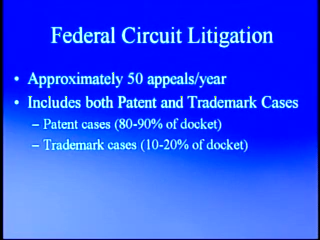 Federal Circuit Litigation
• Approximately 50 appeals/year
• Includes both Patent and Trademark Cases
– Patent cases (80-90% of docket)
– Trademark cases (10-20% of docket)